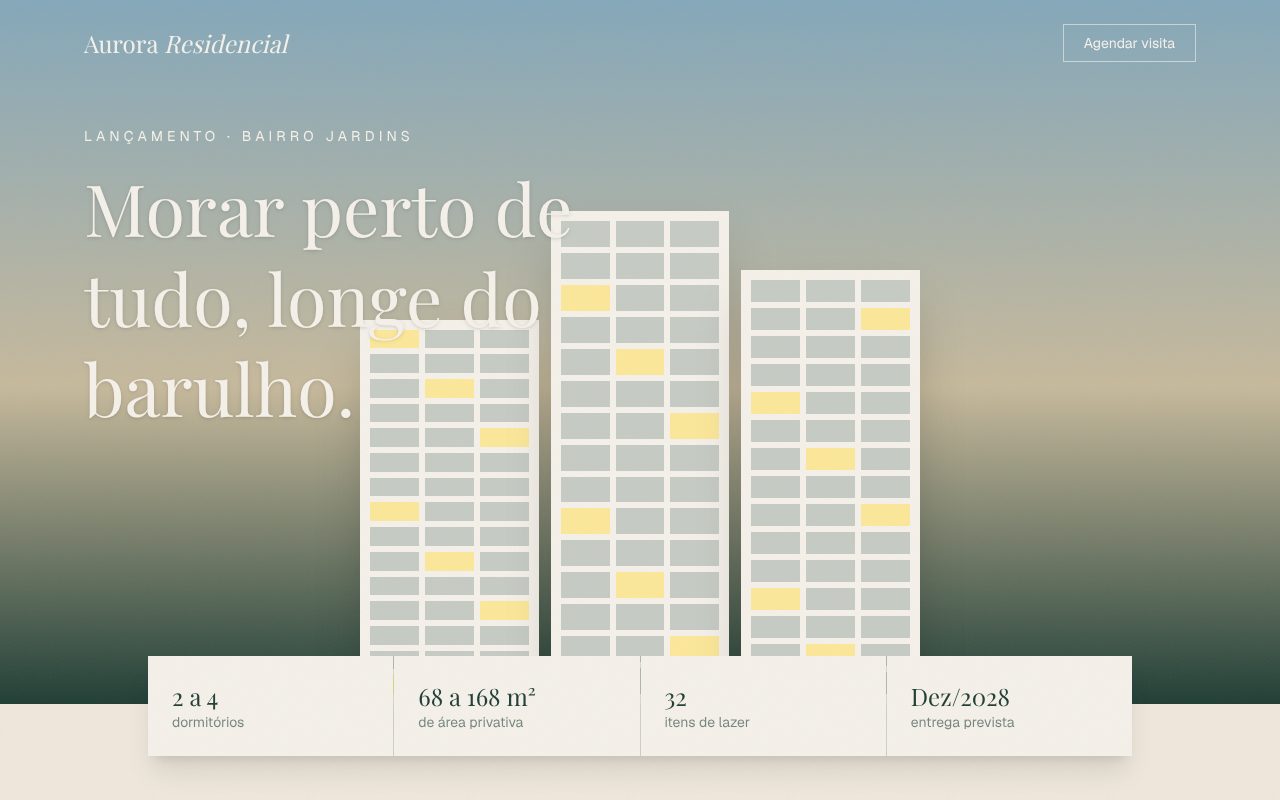 Aurora Residencial
Agendar visita
LANÇAMENTO · BAIRRO JARDINS
Morar perto de
tudo, longe do
barulho.
2 a 4
dormitórios
68 a 168 m²
de área privativa
32
itens de lazer
Dez/2028
entrega prevista